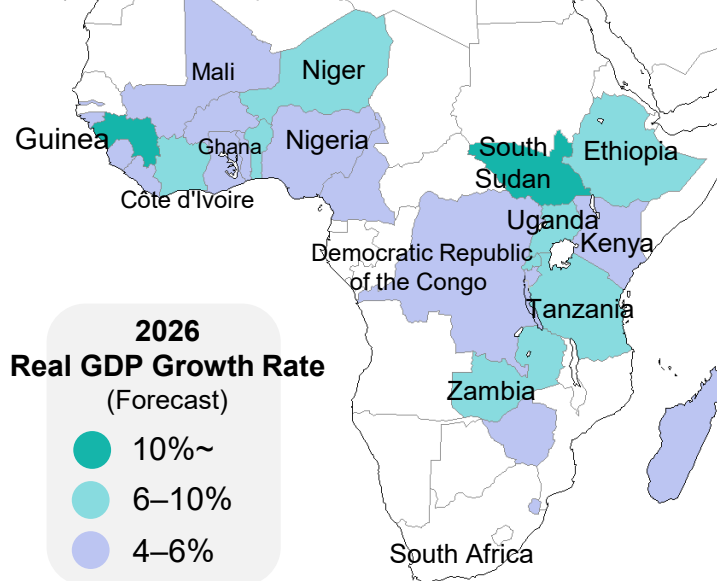 Mali
Niger
Guinea
Ghana
Nigeria
Côte d'Ivoire
South
Sudan
Ethiopia
Uganda
Kenya
Democratic Republic
of the Congo
Tanzania
Zambia
South Africa
2026
Real GDP Growth Rate
(Forecast)
10%~
6–10%
4–6%